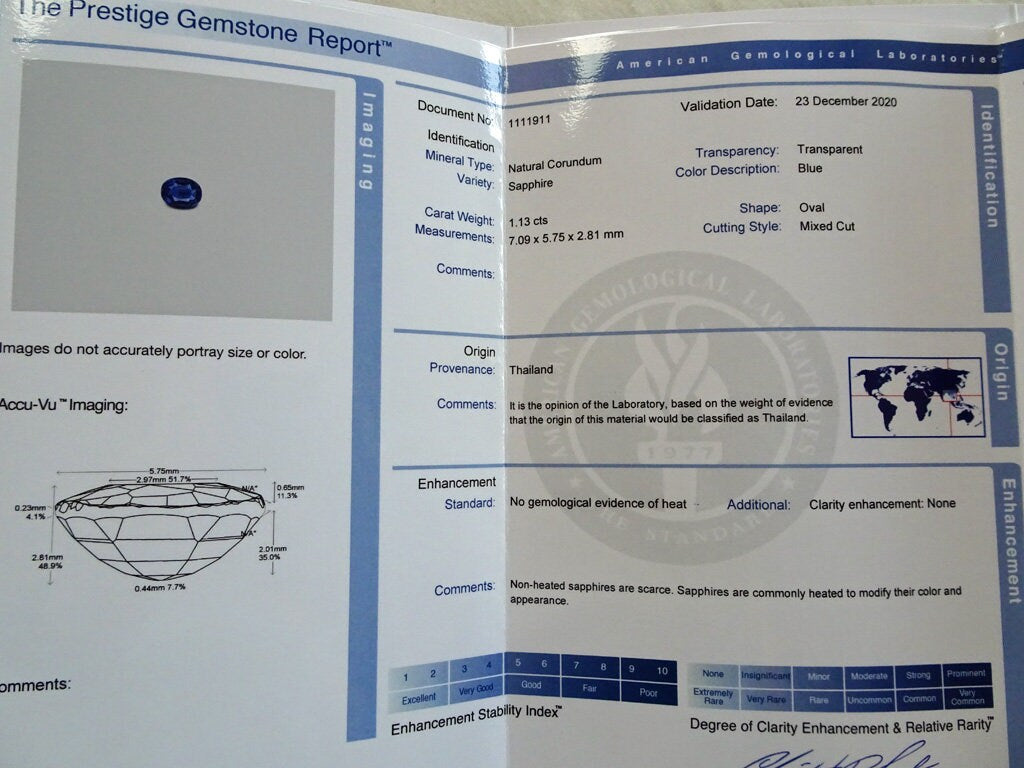 The Prestige Gemstone Report™
American Gemological Laboratories
Imaging
Images do not accurately portray size or color.
Accu-Vu™ Imaging:
5.75mm
2.97mm 51.7%
N/A°
0.65mm
11.3%
0.23mm
4.1%
N/A°
2.81mm
48.9%
2.01mm
35.0%
0.44mm 7.7%
omments:
Document No: 1111911
Validation Date: 23 December 2020
Identification
Mineral Type: Natural Corundum
Variety: Sapphire
Transparency: Transparent
Color Description: Blue
Carat Weight: 1.13 cts
Measurements: 7.09 x 5.75 x 2.81 mm
Shape: Oval
Cutting Style: Mixed Cut
Comments:
Identification
AMERICAN GEMOLOGICAL LABORATORIES
1977
THE STANDARD
Origin
Provenance: Thailand
Comments: It is the opinion of the Laboratory, based on the weight of evidence
that the origin of this material would be classified as Thailand.
Origin
Enhancement
Standard: No gemological evidence of heat
Additional: Clarity enhancement: None
Comments: Non-heated sapphires are scarce. Sapphires are commonly heated to modify their color and
appearance.
Enhancement
1 2 3 4 5 6 7 8 9 10
Excellent Very Good Good Fair Poor
Enhancement Stability Index™
None Insignificant Minor Moderate Strong Prominent
Extremely Rare Very Rare Rare Uncommon Common Very Common
Degree of Clarity Enhancement & Relative Rarity™